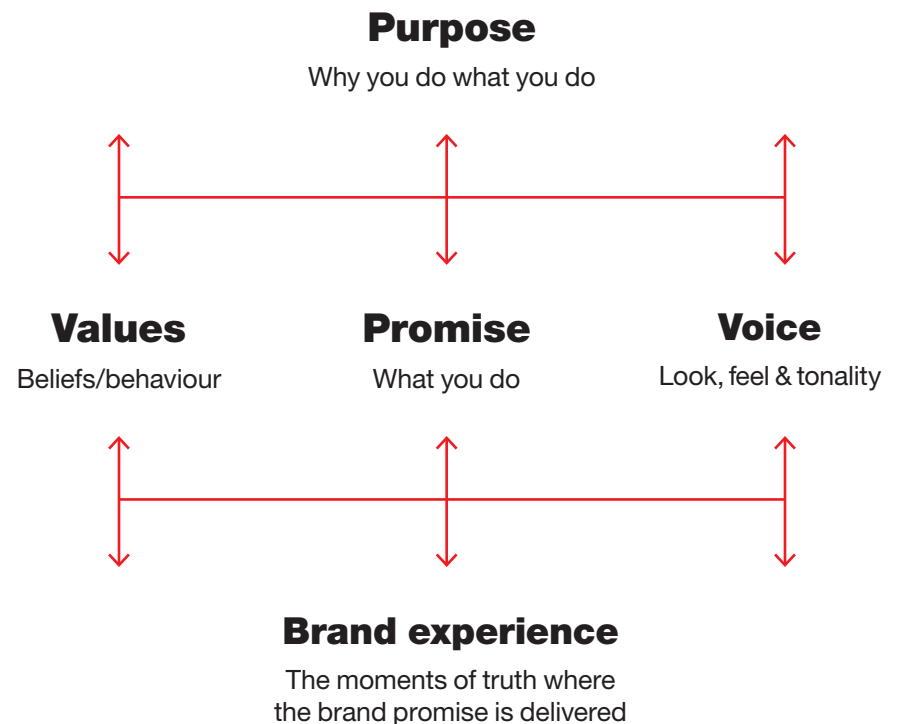 Purpose
Why you do what you do
Values
Beliefs/behaviour
Promise
What you do
Voice
Look, feel & tonality
Brand experience
The moments of truth where
the brand promise is delivered